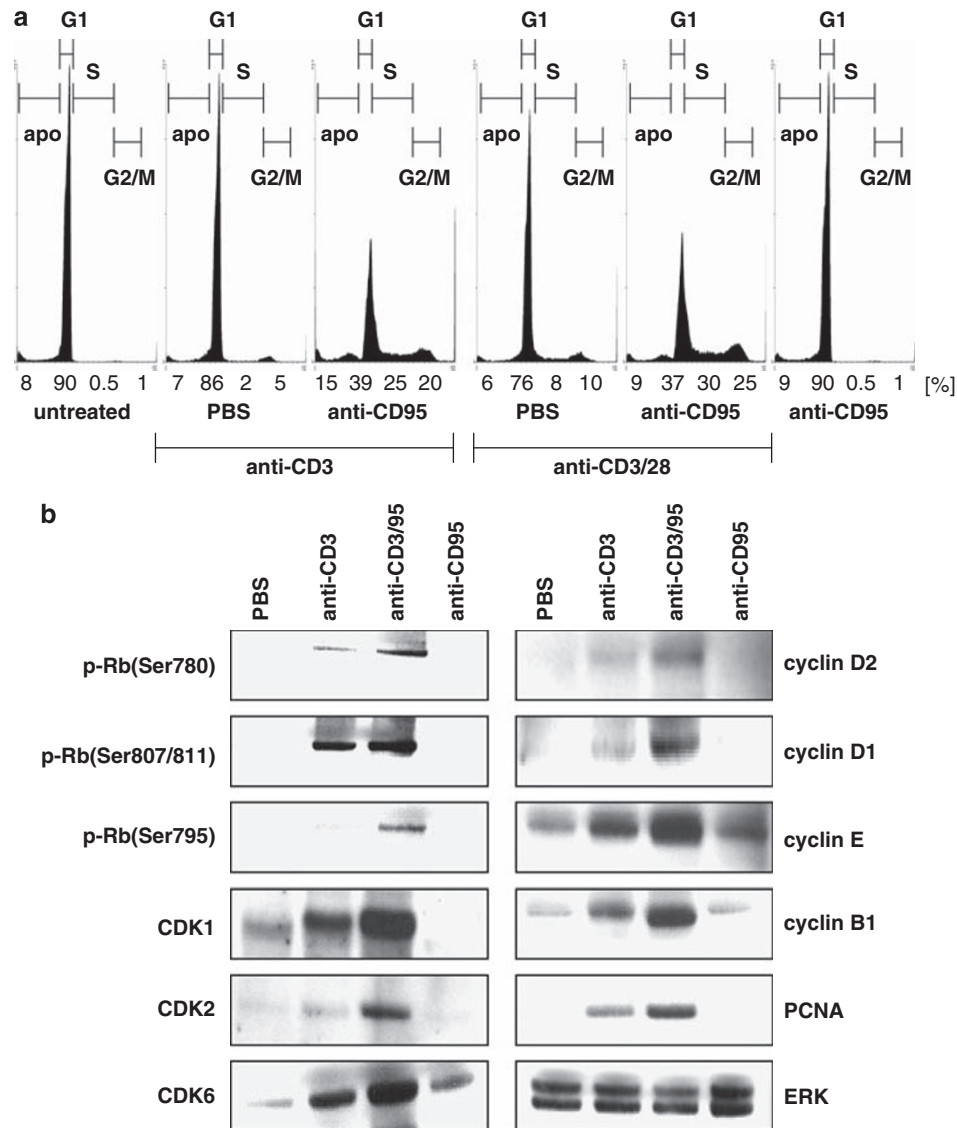 a
G1 G1 G1 G1 G1 G1
S S S S S S
apo apo apo apo apo apo
G2/M G2/M G2/M G2/M G2/M G2/M
8 90 0.5 1 7 86 2 5 15 39 25 20 6 76 8 10 9 37 30 25 9 90 0.5 1 [%]
untreated PBS anti-CD95 PBS anti-CD95 anti-CD95
anti-CD3 anti-CD3/28
b
PBS anti-CD3 anti-CD3/95 anti-CD95 PBS anti-CD3 anti-CD3/95 anti-CD95
p-Rb(Ser780) cyclin D2
p-Rb(Ser807/811) cyclin D1
p-Rb(Ser795) cyclin E
CDK1 cyclin B1
CDK2 PCNA
CDK6 ERK